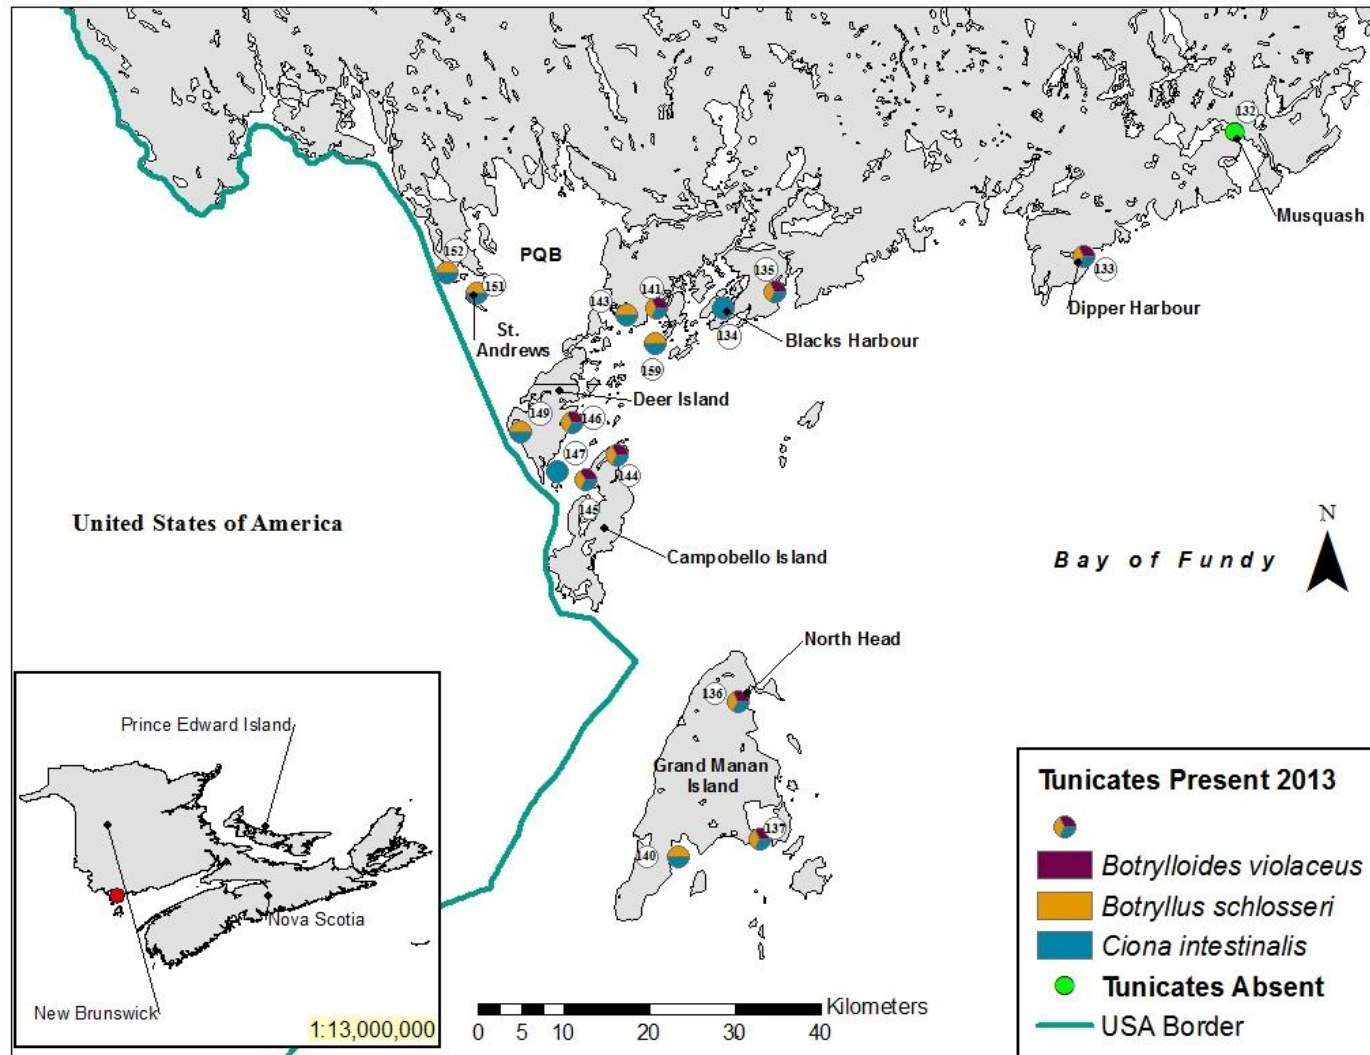 132
Musquash
152
PQB
151
135
133
141
143
Dipper Harbour
St.
Andrews
134
Blacks Harbour
159
Deer Island
149
146
147
144
United States of America
145
N
Bay of Fundy
Campobello Island
North Head
136
Grand Manan
Island
137
140
Prince Edward Island
Nova Scotia
New Brunswick
1:13,000,000
Kilometers
0 5 10 20 30 40
Tunicates Present 2013
Botrylloides violaceus
Botryllus schlosseri
Ciona intestinalis
Tunicates Absent
USA Border